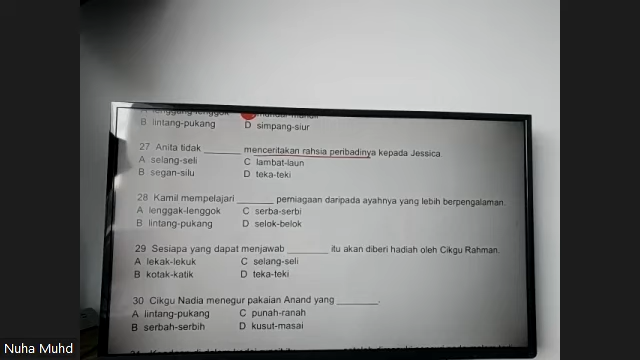 B lintang-pukang D simpang-siur
27 Anita tidak ________ menceritakan rahsia peribadinya kepada Jessica.
A selang-seli C lambat-laun
B segan-silu D teka-teki
28 Kamil mempelajari ________ perniagaan daripada ayahnya yang lebih berpengalaman.
A lenggak-lenggok C serba-serbi
B lintang-pukang D selok-belok
29 Sesiapa yang dapat menjawab ________ itu akan diberi hadiah oleh Cikgu Rahman.
A lekak-lekuk C selang-seli
B kotak-katik D teka-teki
30 Cikgu Nadia menegur pakaian Anand yang ________.
A lintang-pukang C punah-ranah
B serbah-serbih D kusut-masai
Nuha Muhd